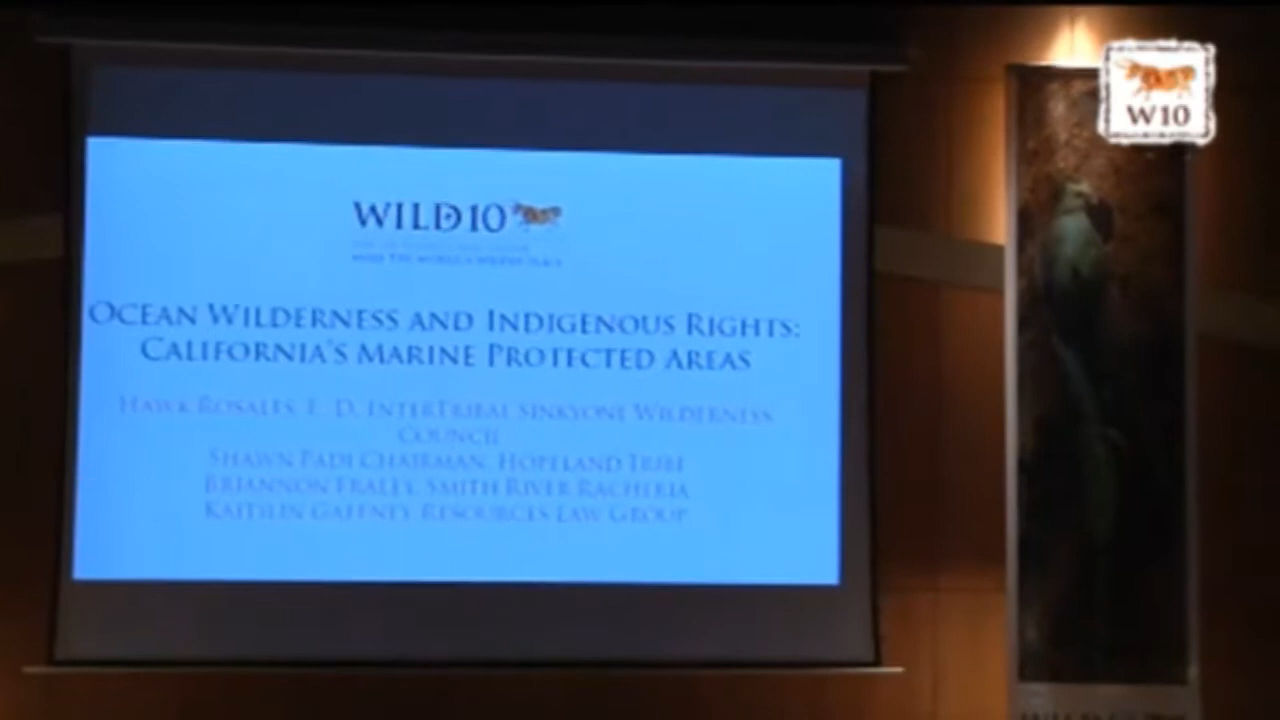 W10
WILD10
OCEAN WILDERNESS AND INDIGENOUS RIGHTS:
CALIFORNIA'S MARINE PROTECTED AREAS
HAWK ROSALES, E. D. INTERTRIBAL SINKYONE WILDERNESS
COUNCIL
SHAWN PADI CHAIRMAN, HOPELAND TRIBE
BRIANNON FRALEY, SMITH RIVER RACHERIA
KAITILIN GAFFNEY, RESOURCES LAW GROUP